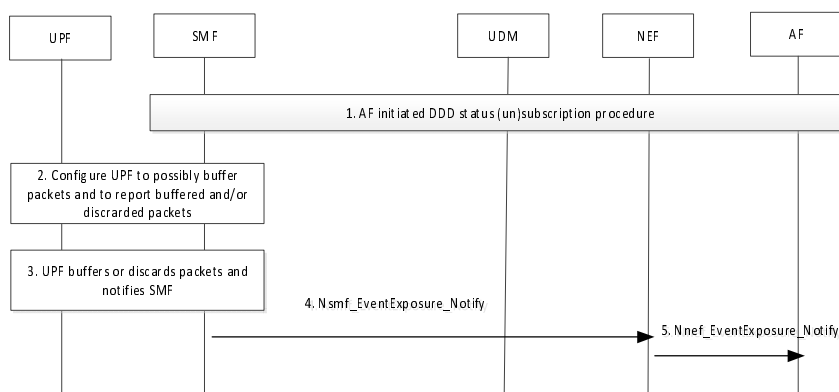 UPF
SMF
UDM
NEF
AF
1. AF initiated DDD status (un)subscription procedure
2. Configure UPF to possibly buffer
packets and to report buffered and/or
discrarded packets
3. UPF buffers or discards packets and
notifies SMF
4. Nsmf_EventExposure_Notify
5. Nnef_EventExposure_Notify